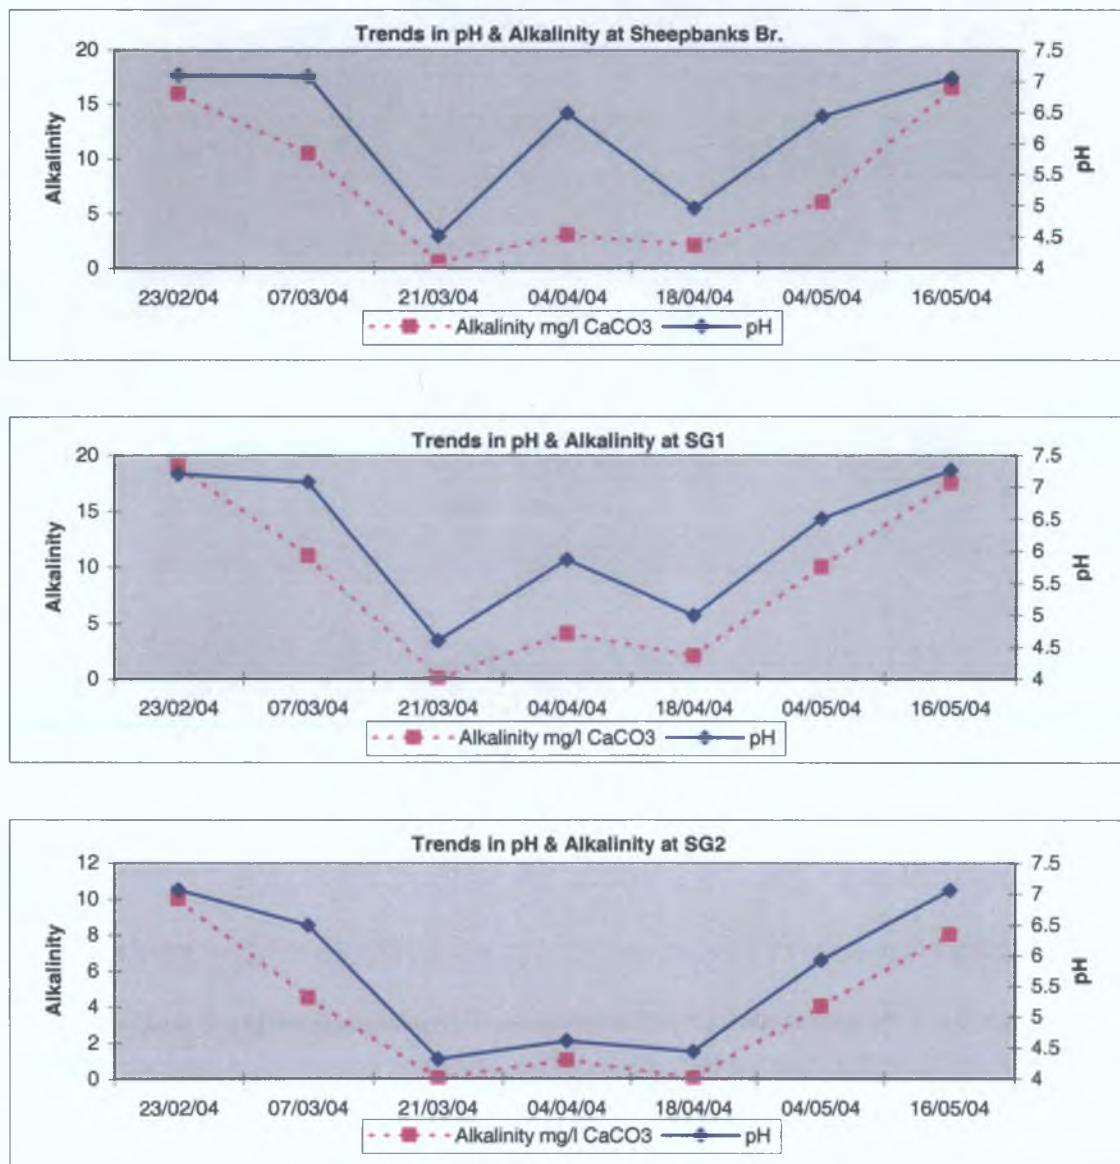 Trends in pH & Alkalinity at Sheepbanks Br.
20
15
10
5
0
Alkalinity
7.5
7
6.5
6
5.5
5
4.5
4
pH
23/02/04 07/03/04 21/03/04 04/04/04 18/04/04 04/05/04 16/05/04
Alkalinity mg/l CaCO3 pH
Trends in pH & Alkalinity at SG1
20
15
10
5
0
Alkalinity
7.5
7
6.5
6
5.5
5
4.5
4
pH
23/02/04 07/03/04 21/03/04 04/04/04 18/04/04 04/05/04 16/05/04
Alkalinity mg/l CaCO3 pH
Trends in pH & Alkalinity at SG2
12
10
8
6
4
2
0
Alkalinity
7.5
7
6.5
6
5.5
5
4.5
4
pH
23/02/04 07/03/04 21/03/04 04/04/04 18/04/04 04/05/04 16/05/04
Alkalinity mg/l CaCO3 pH